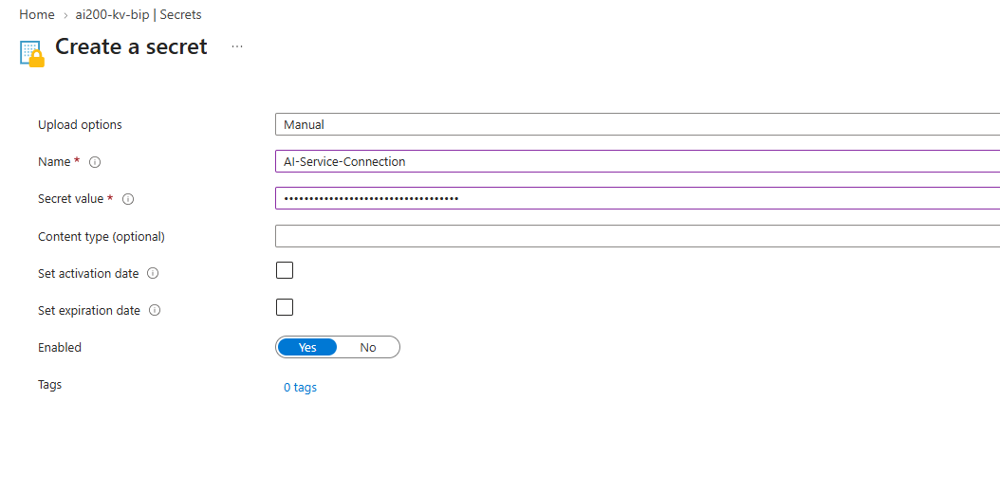 Home > ai200-kv-bip | Secrets
Create a secret ...
Upload options Manual
Name * AI-Service-Connection
Secret value * •••••••••••••••••••••••••••••••••••
Content type (optional)
Set activation date
Set expiration date
Enabled Yes No
Tags 0 tags